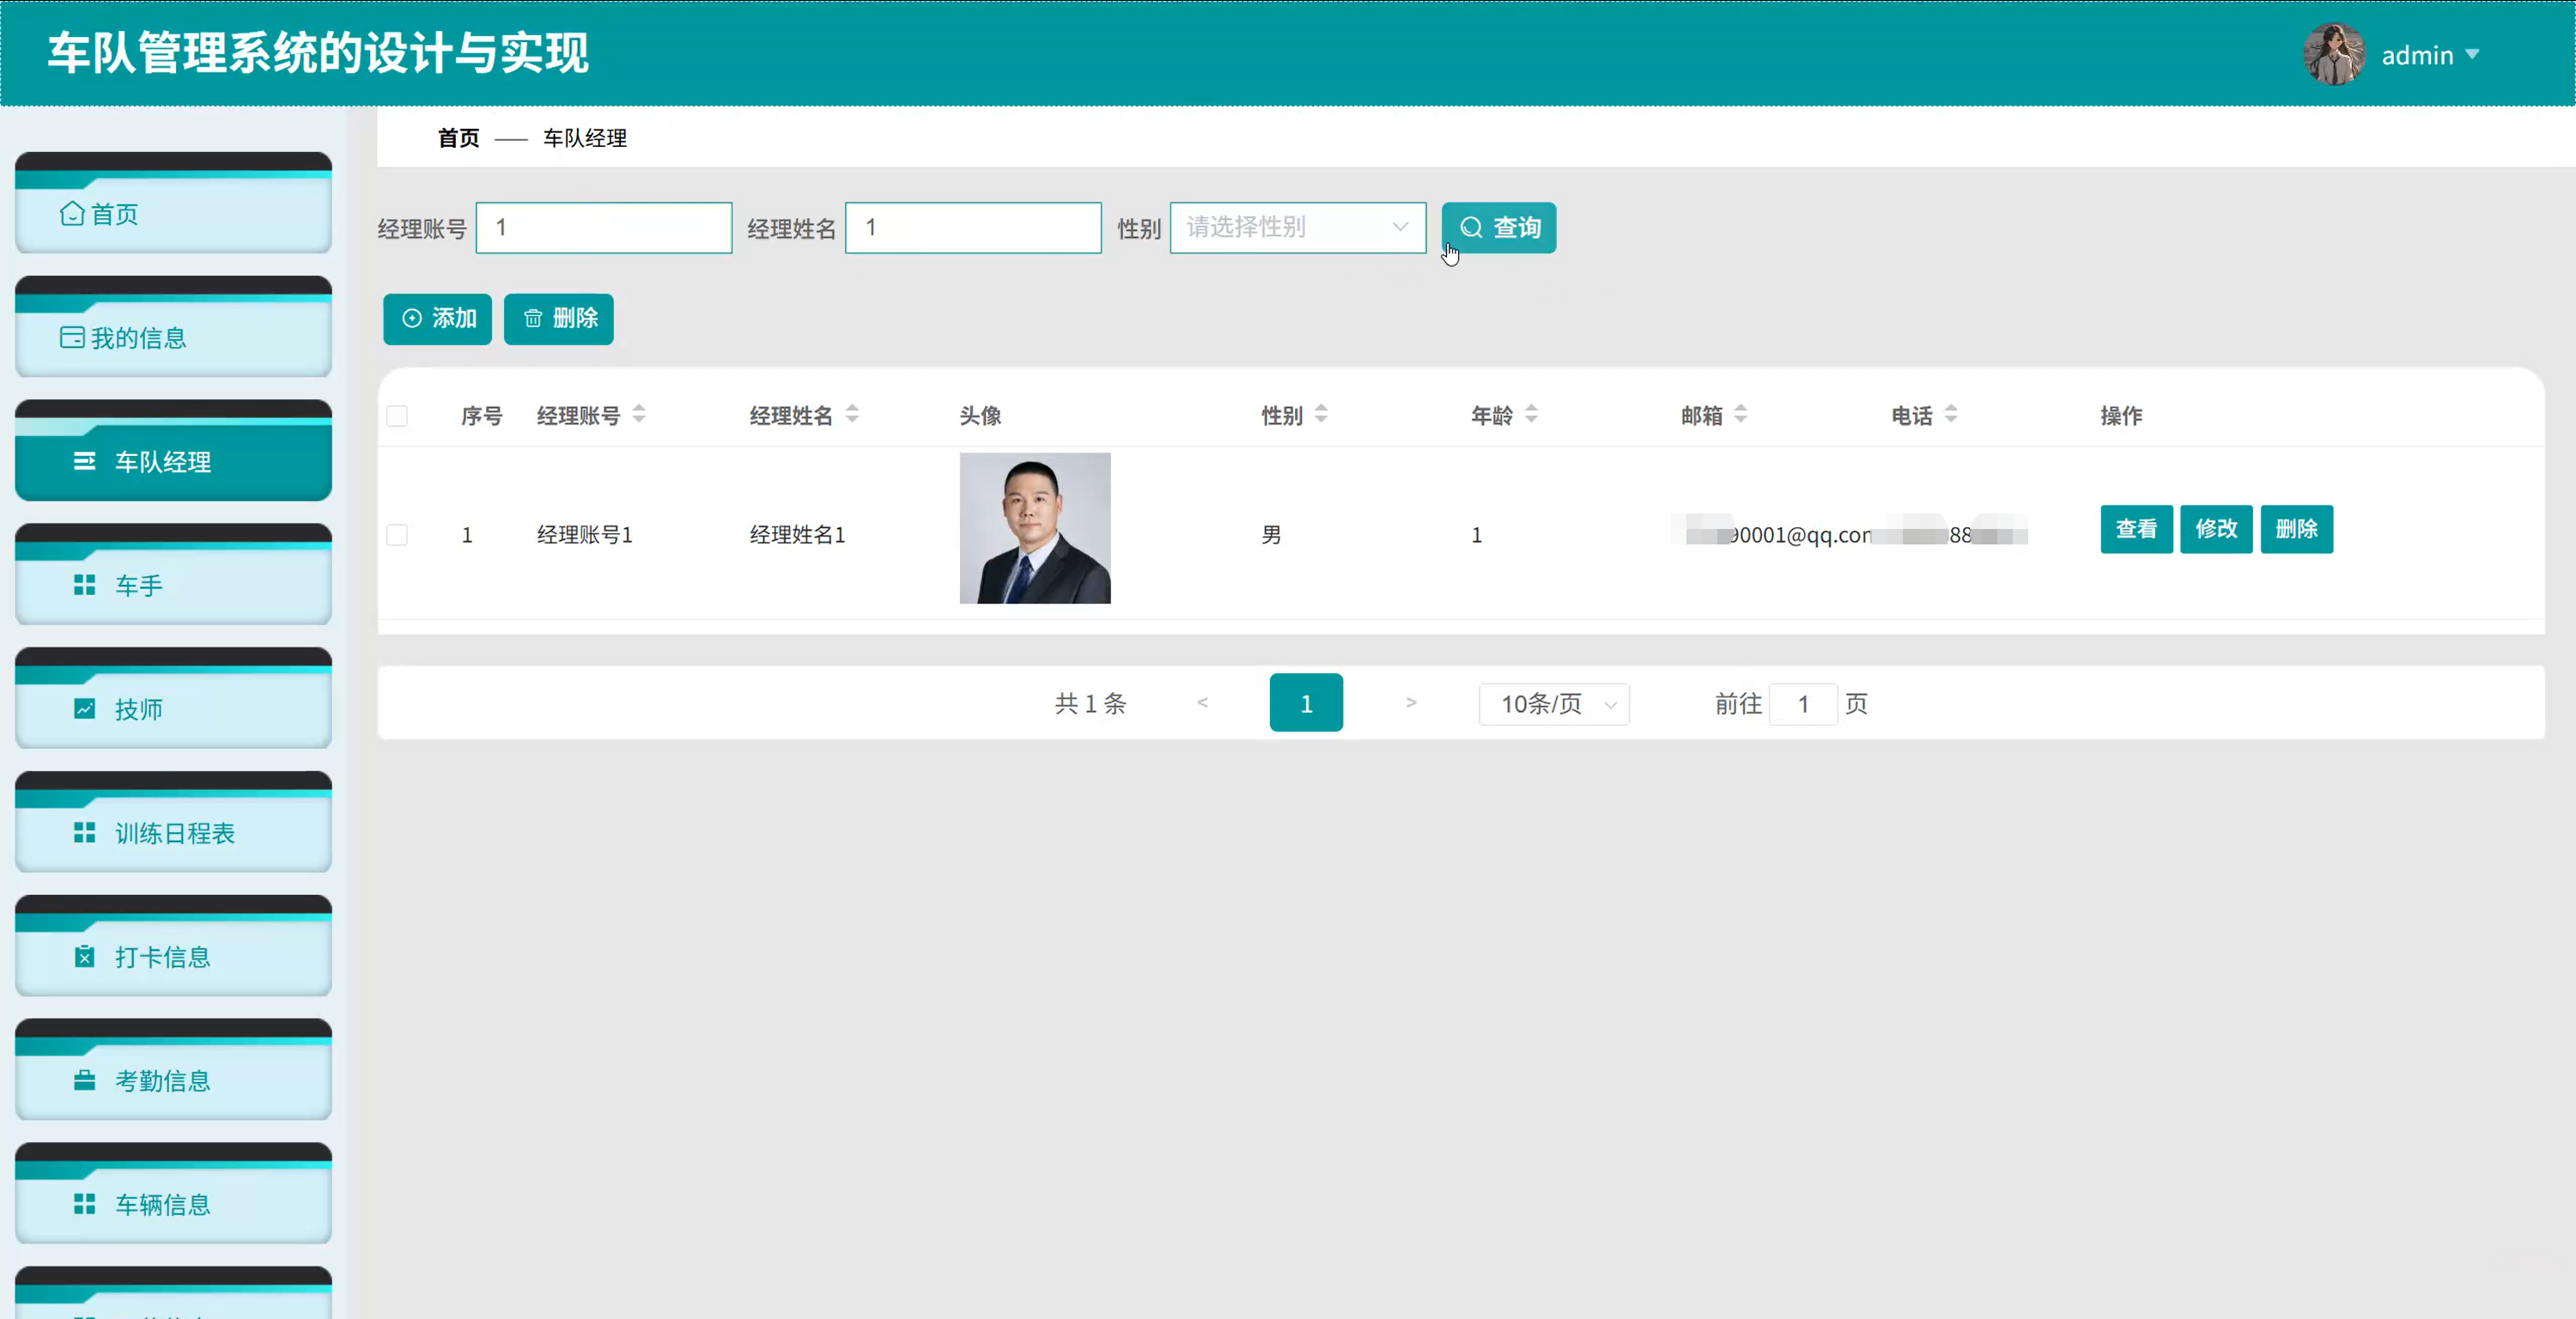 车队管理系统的设计与实现
admin
首页 —— 车队经理
首页
我的信息
车队经理
车手
技师
训练日程表
打卡信息
考勤信息
车辆信息
经理账号 1 经理姓名 1 性别 请选择性别 查询
添加 删除
序号 经理账号 经理姓名 头像 性别 年龄 邮箱 电话 操作
1 经理账号1 经理姓名1 男 1 90001@qq.com 88 查看 修改 删除
共 1 条 < 1 > 10条/页 前往 1 页